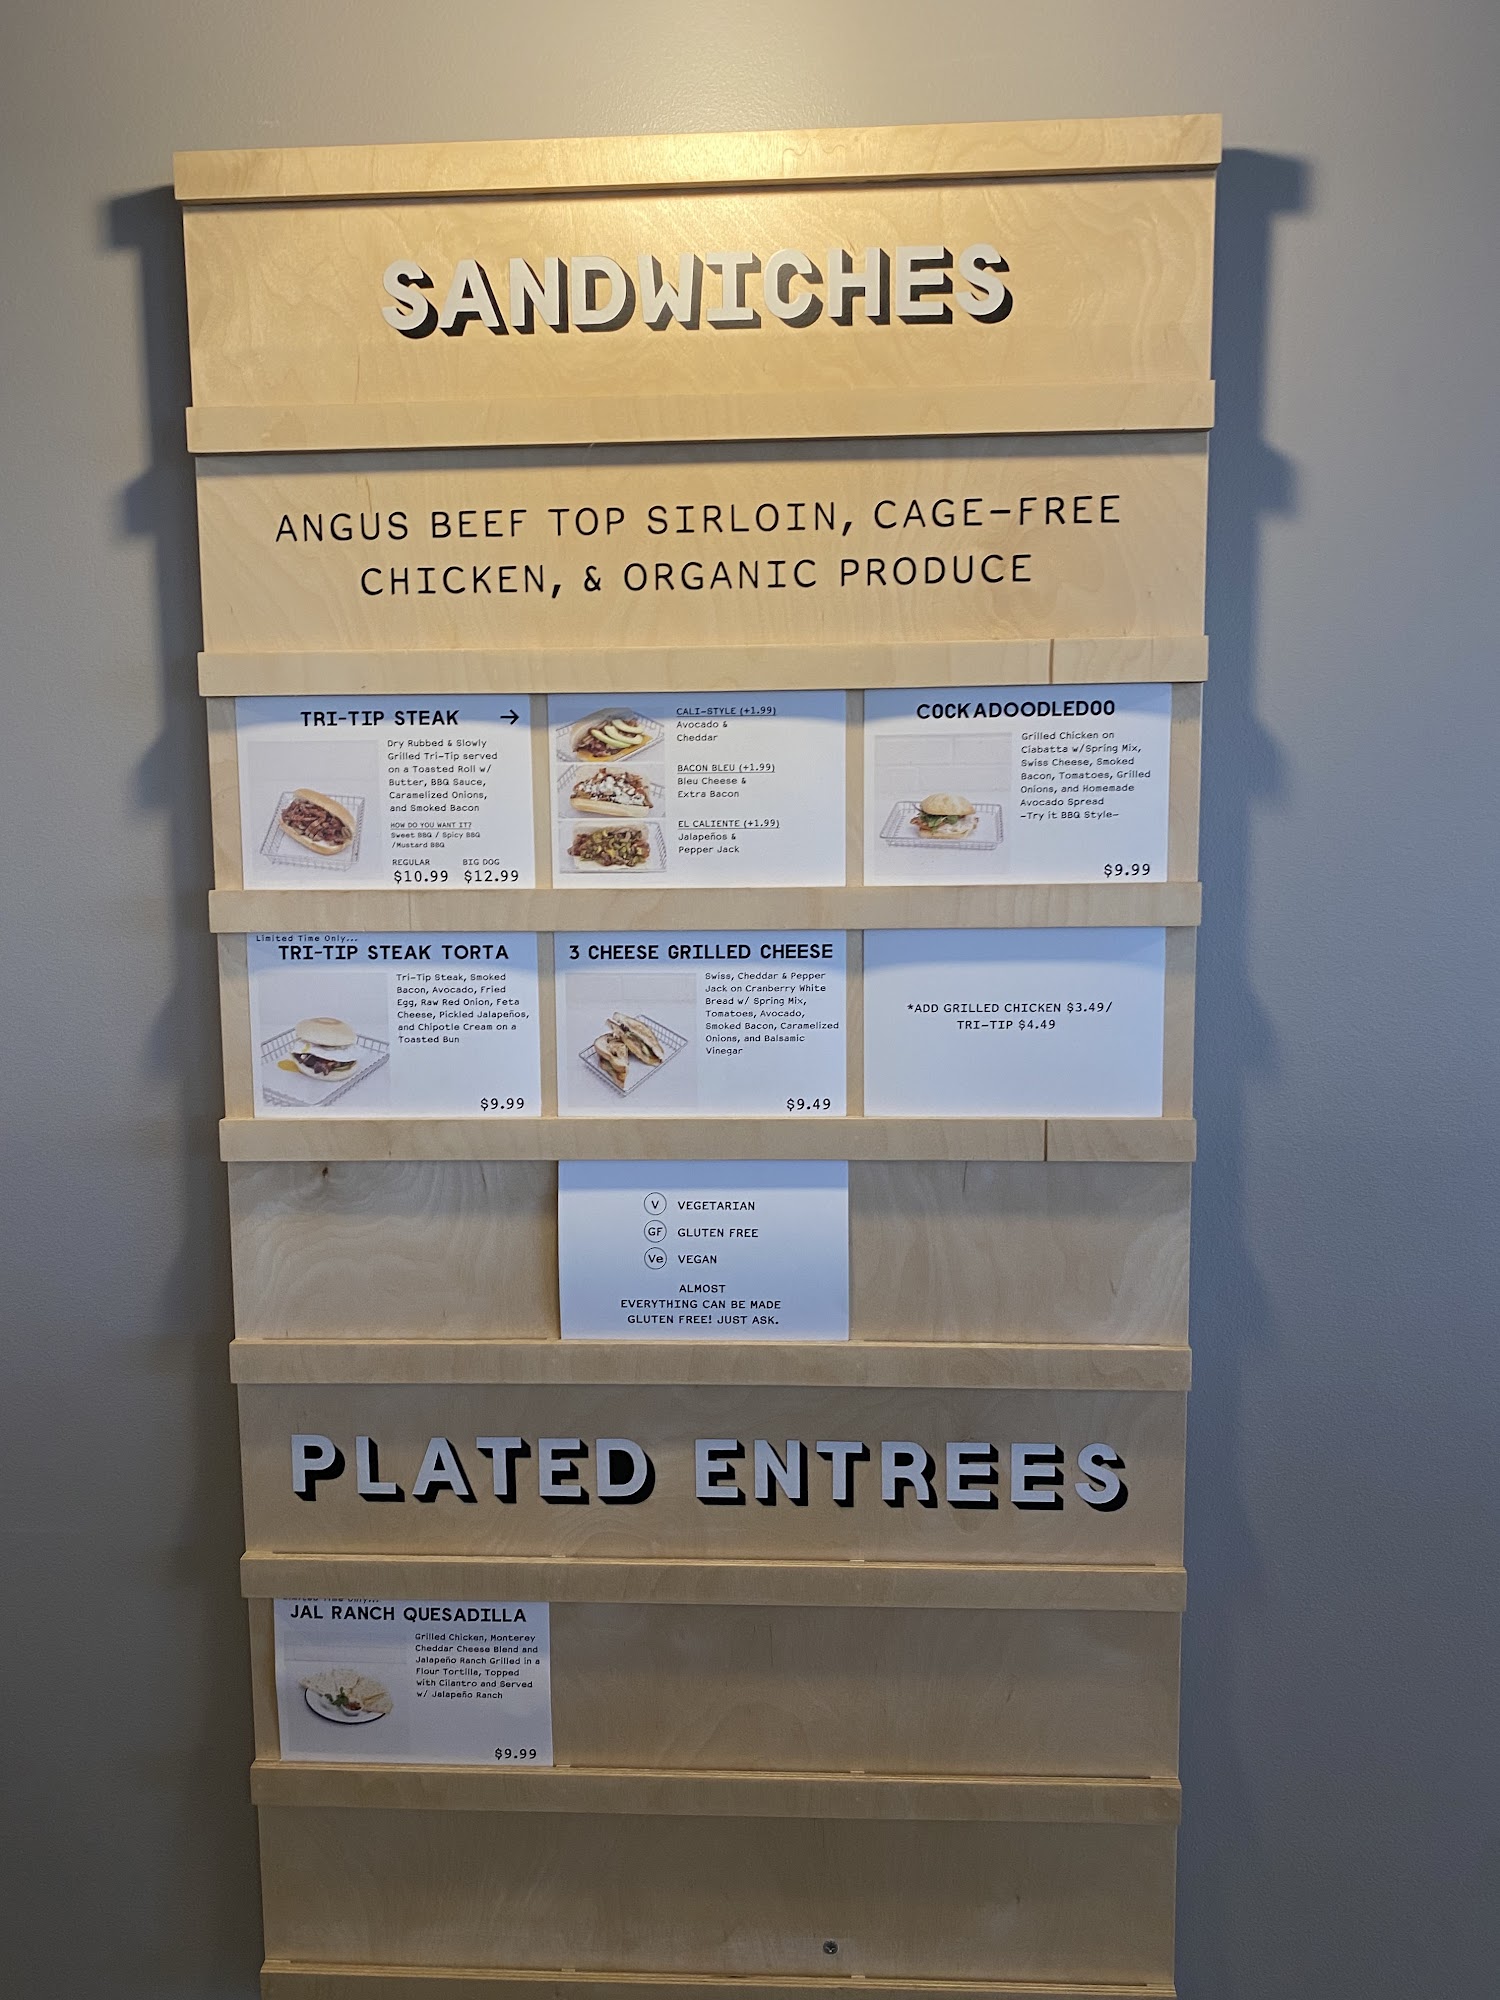 SANDWICHES
ANGUS BEEF TOP SIRLOIN, CAGE-FREE
CHICKEN, & ORGANIC PRODUCE
TRI-TIP STEAK →
Dry Rubbed & Slowly
Grilled Tri-Tip served
on a Toasted Roll w/
Butter, BBQ Sauce,
Caramelized Onions,
and Smoked Bacon
HOW DO YOU WANT IT?
Sweet BBQ / Spicy BBQ
/Mustard BBQ
REGULAR BIG DOG
$10.99 $12.99
CALI-STYLE (+1.99)
Avocado &
Cheddar
BACON BLEU (+1.99)
Bleu Cheese &
Extra Bacon
EL CALIENTE (+1.99)
Jalapeños &
Pepper Jack
COCKADOODLEDOO
Grilled Chicken on
Ciabatta w/Spring Mix,
Swiss Cheese, Smoked
Bacon, Tomatoes, Grilled
Onions, and Homemade
Avocado Spread
-Try it BBQ Style-
$9.99
Limited Time Only...
TRI-TIP STEAK TORTA
Tri-Tip Steak, Smoked
Bacon, Avocado, Fried
Egg, Raw Red Onion, Feta
Cheese, Pickled Jalapeños,
and Chipotle Cream on a
Toasted Bun
$9.99
3 CHEESE GRILLED CHEESE
Swiss, Cheddar & Pepper
Jack on Cranberry White
Bread w/ Spring Mix,
Tomatoes, Avocado,
Smoked Bacon, Caramelized
Onions, and Balsamic
Vinegar
$9.49
*ADD GRILLED CHICKEN $3.49/
TRI-TIP $4.49
V VEGETARIAN
GF GLUTEN FREE
Ve VEGAN
ALMOST
EVERYTHING CAN BE MADE
GLUTEN FREE! JUST ASK.
PLATED ENTREES
Limited Time Only...
JAL RANCH QUESADILLA
Grilled Chicken, Monterey
Cheddar Cheese Blend and
Jalapeño Ranch Grilled in a
Flour Tortilla, Topped
with Cilantro and Served
w/ Jalapeño Ranch
$9.99